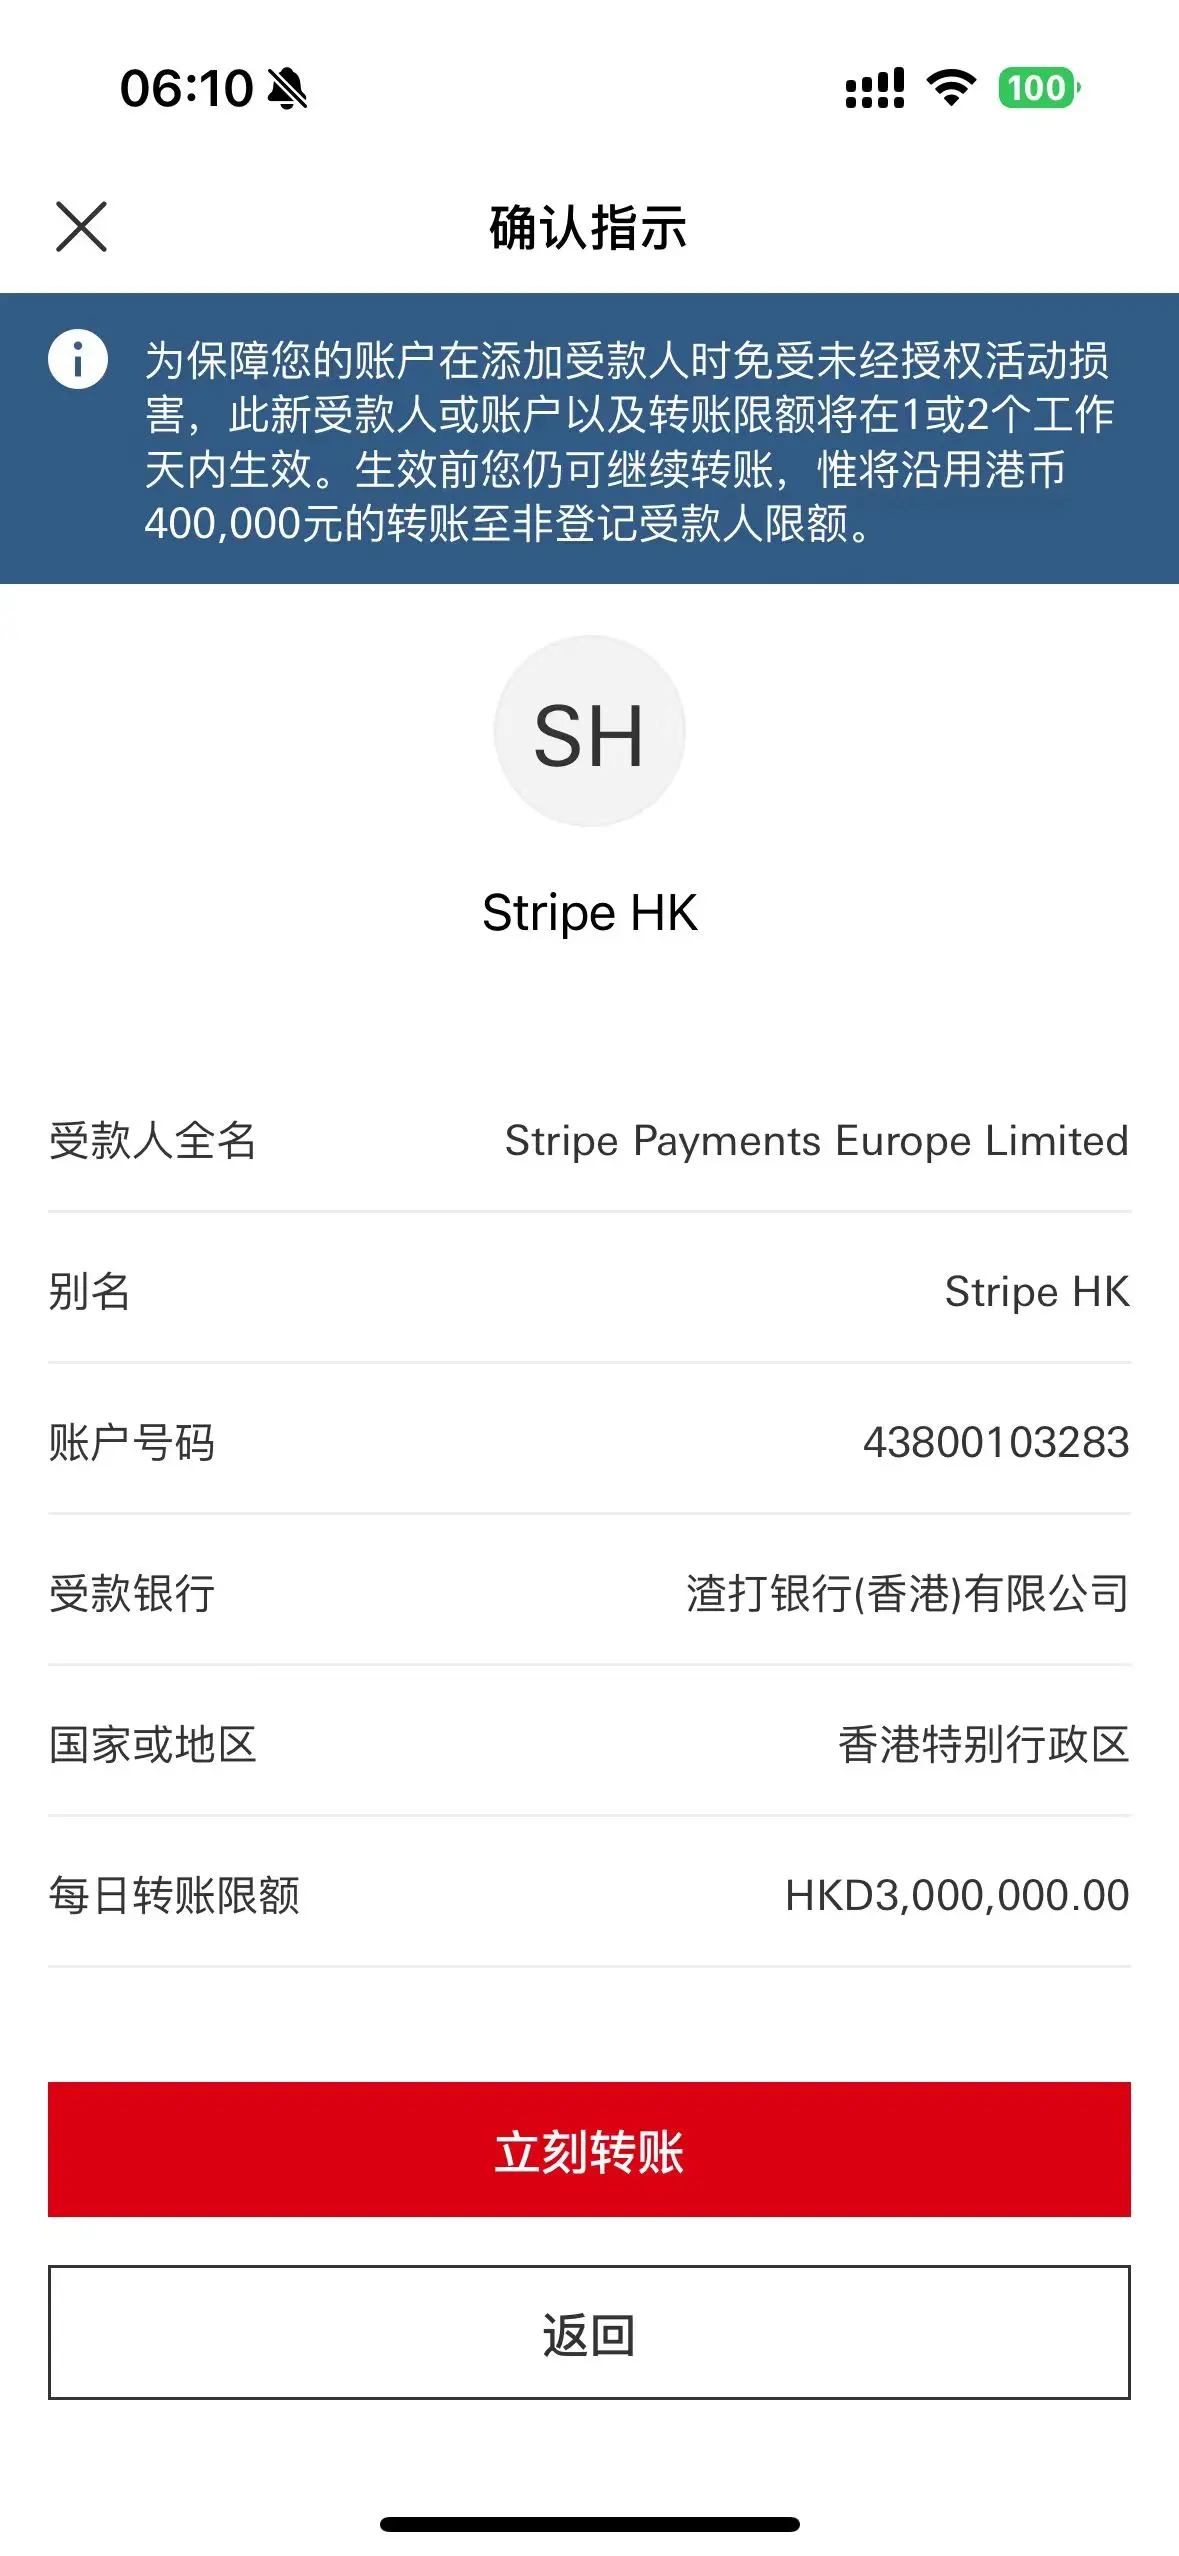 06:10
100
确认指示
为保障您的账户在添加受款人时免受未经授权活动损
害，此新受款人或账户以及转账限额将在1或2个工作
天内生效。生效前您仍可继续转账，惟将沿用港币
400,000元的转账至非登记受款人限额。
SH
Stripe HK
受款人全名 Stripe Payments Europe Limited
别名 Stripe HK
账户号码 43800103283
受款银行 渣打银行(香港)有限公司
国家或地区 香港特别行政区
每日转账限额 HKD3,000,000.00
立刻转账
返回